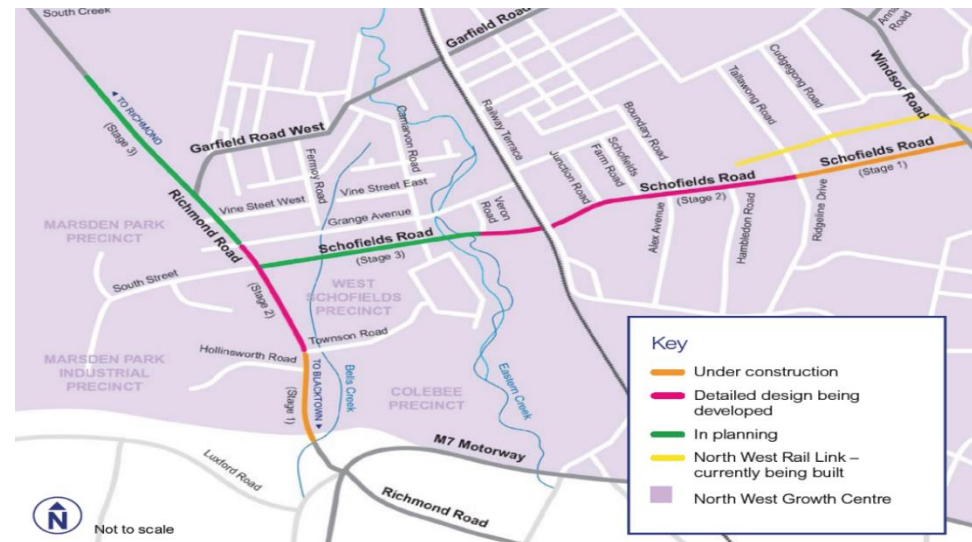 South Creek
Garfield Road
Anna
Road
Windsor Road
Cudgegong Road
Tallawong Road
TO RICHMOND
(Stage 3)
Garfield Road West
Carnarvon Road
Railway Terrace
Boundary Road
Schofields
Farm Road
Junction Road
Fermoy Road
Schofields Road
(Stage 1)
Schofields Road
(Stage 2)
Vine Street East
Vine Steet West
Veron
Road
Richmond Road
Grange Avenue
MARSDEN PARK
PRECINCT
Schofields Road
(Stage 3)
Alex Avenue
Hambledon Road
Ridgeline Drive
South Street
(Stage 2)
WEST
SCHOFIELDS
PRECINCT
Townson Road
Hollinsworth Road
MARSDEN PARK
INDUSTRIAL
PRECINCT
TO BLACKTOWN
(Stage 1)
Bells Creek
COLEBEE
PRECINCT
Eastern Creek
M7 Motorway
Luxford Road
Richmond Road
N
Not to scale
Key
Under construction
Detailed design being
developed
In planning
North West Rail Link –
currently being built
North West Growth Centre